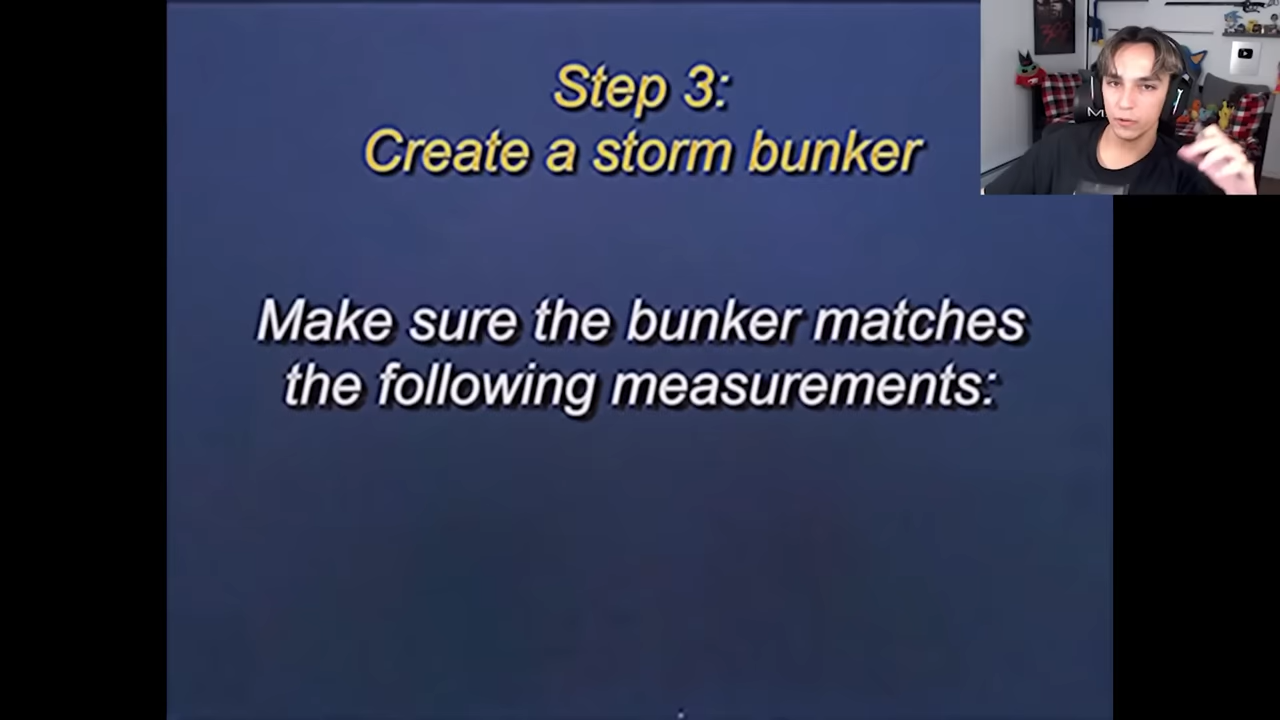 Step 3:
Create a storm bunker
Make sure the bunker matches
the following measurements: